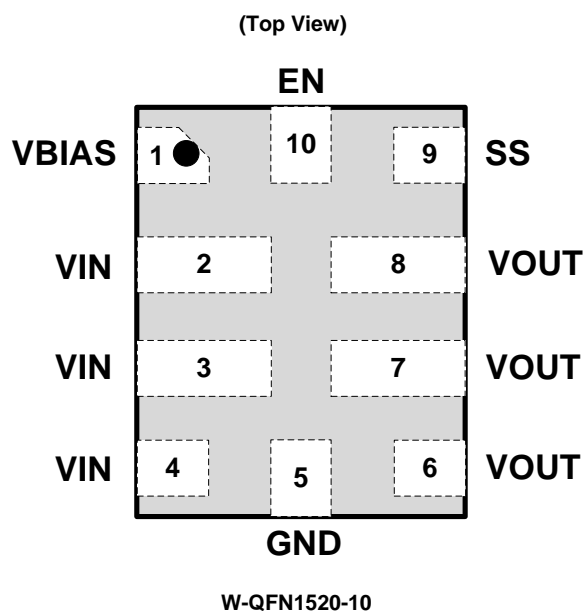 (Top View)
EN
VBIAS 1 10 9 SS
VIN 2 8 VOUT
VIN 3 7 VOUT
VIN 4 5 6 VOUT
GND
W-QFN1520-10